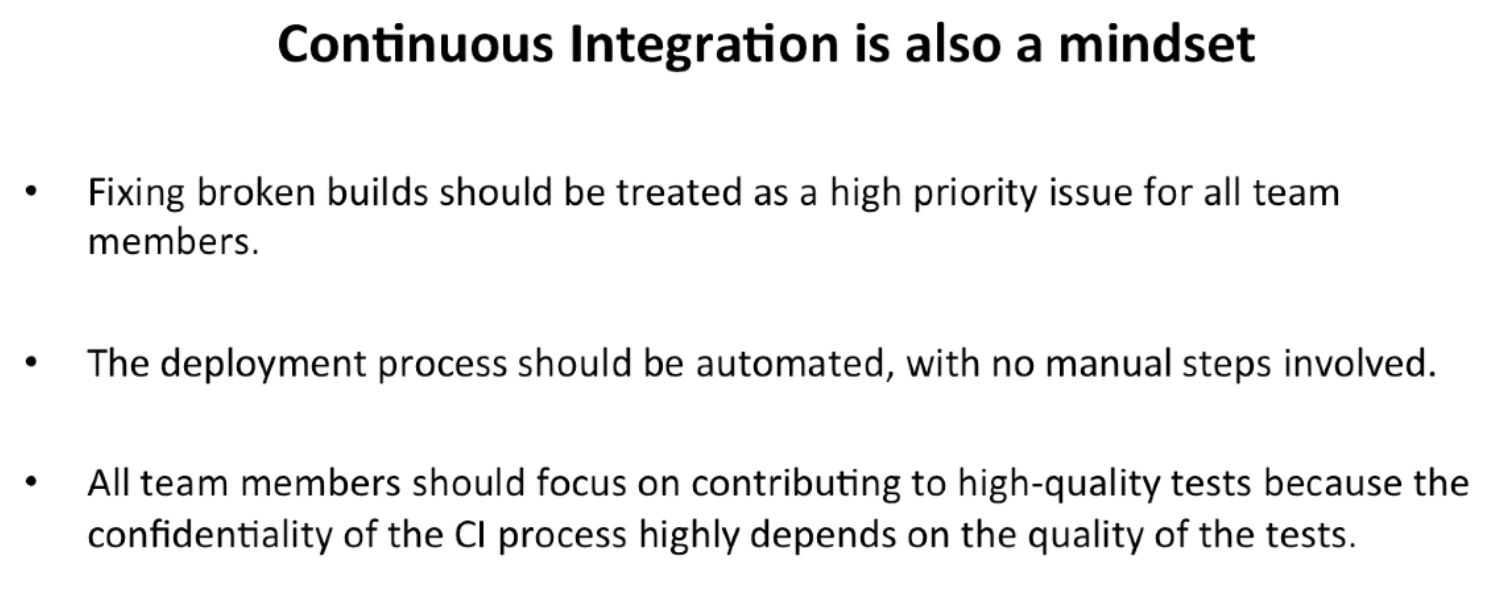 Continuous Integration is also a mindset
• Fixing broken builds should be treated as a high priority issue for all team
members.
• The deployment process should be automated, with no manual steps involved.
• All team members should focus on contributing to high-quality tests because the
confidentiality of the CI process highly depends on the quality of the tests.